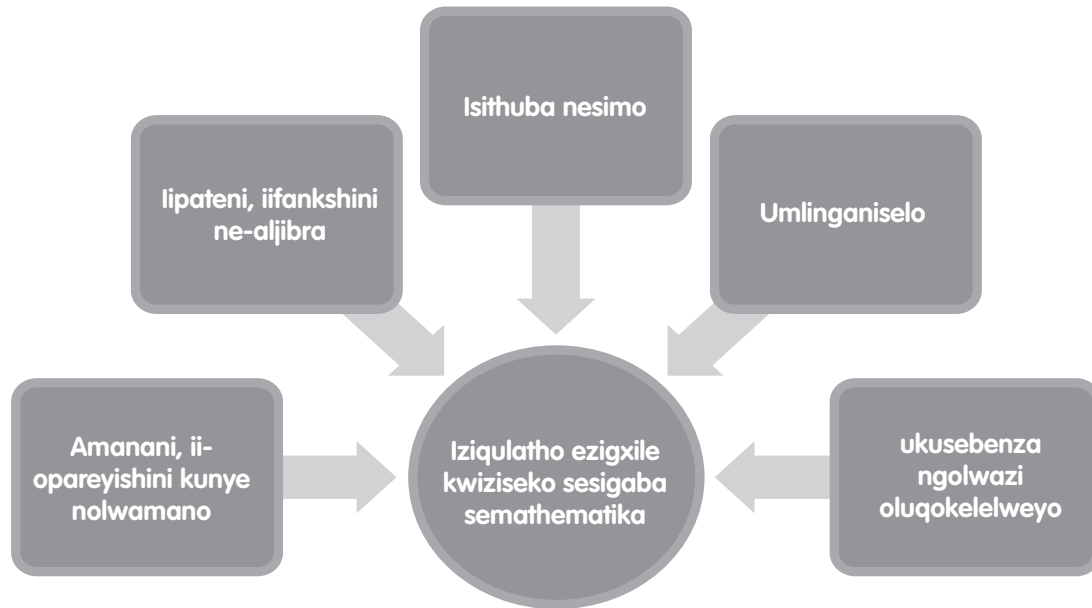 Isithuba nesimo
Iipateni, iifankshini
ne-aljibra
Umlinganiselo
Amanani, ii-
opareyishini kunye
nolwamano
Iziqulatho ezigxile
kwiziseko sesigaba
semathematika
ukusebenza
ngolwazi
oluqokelelweyo